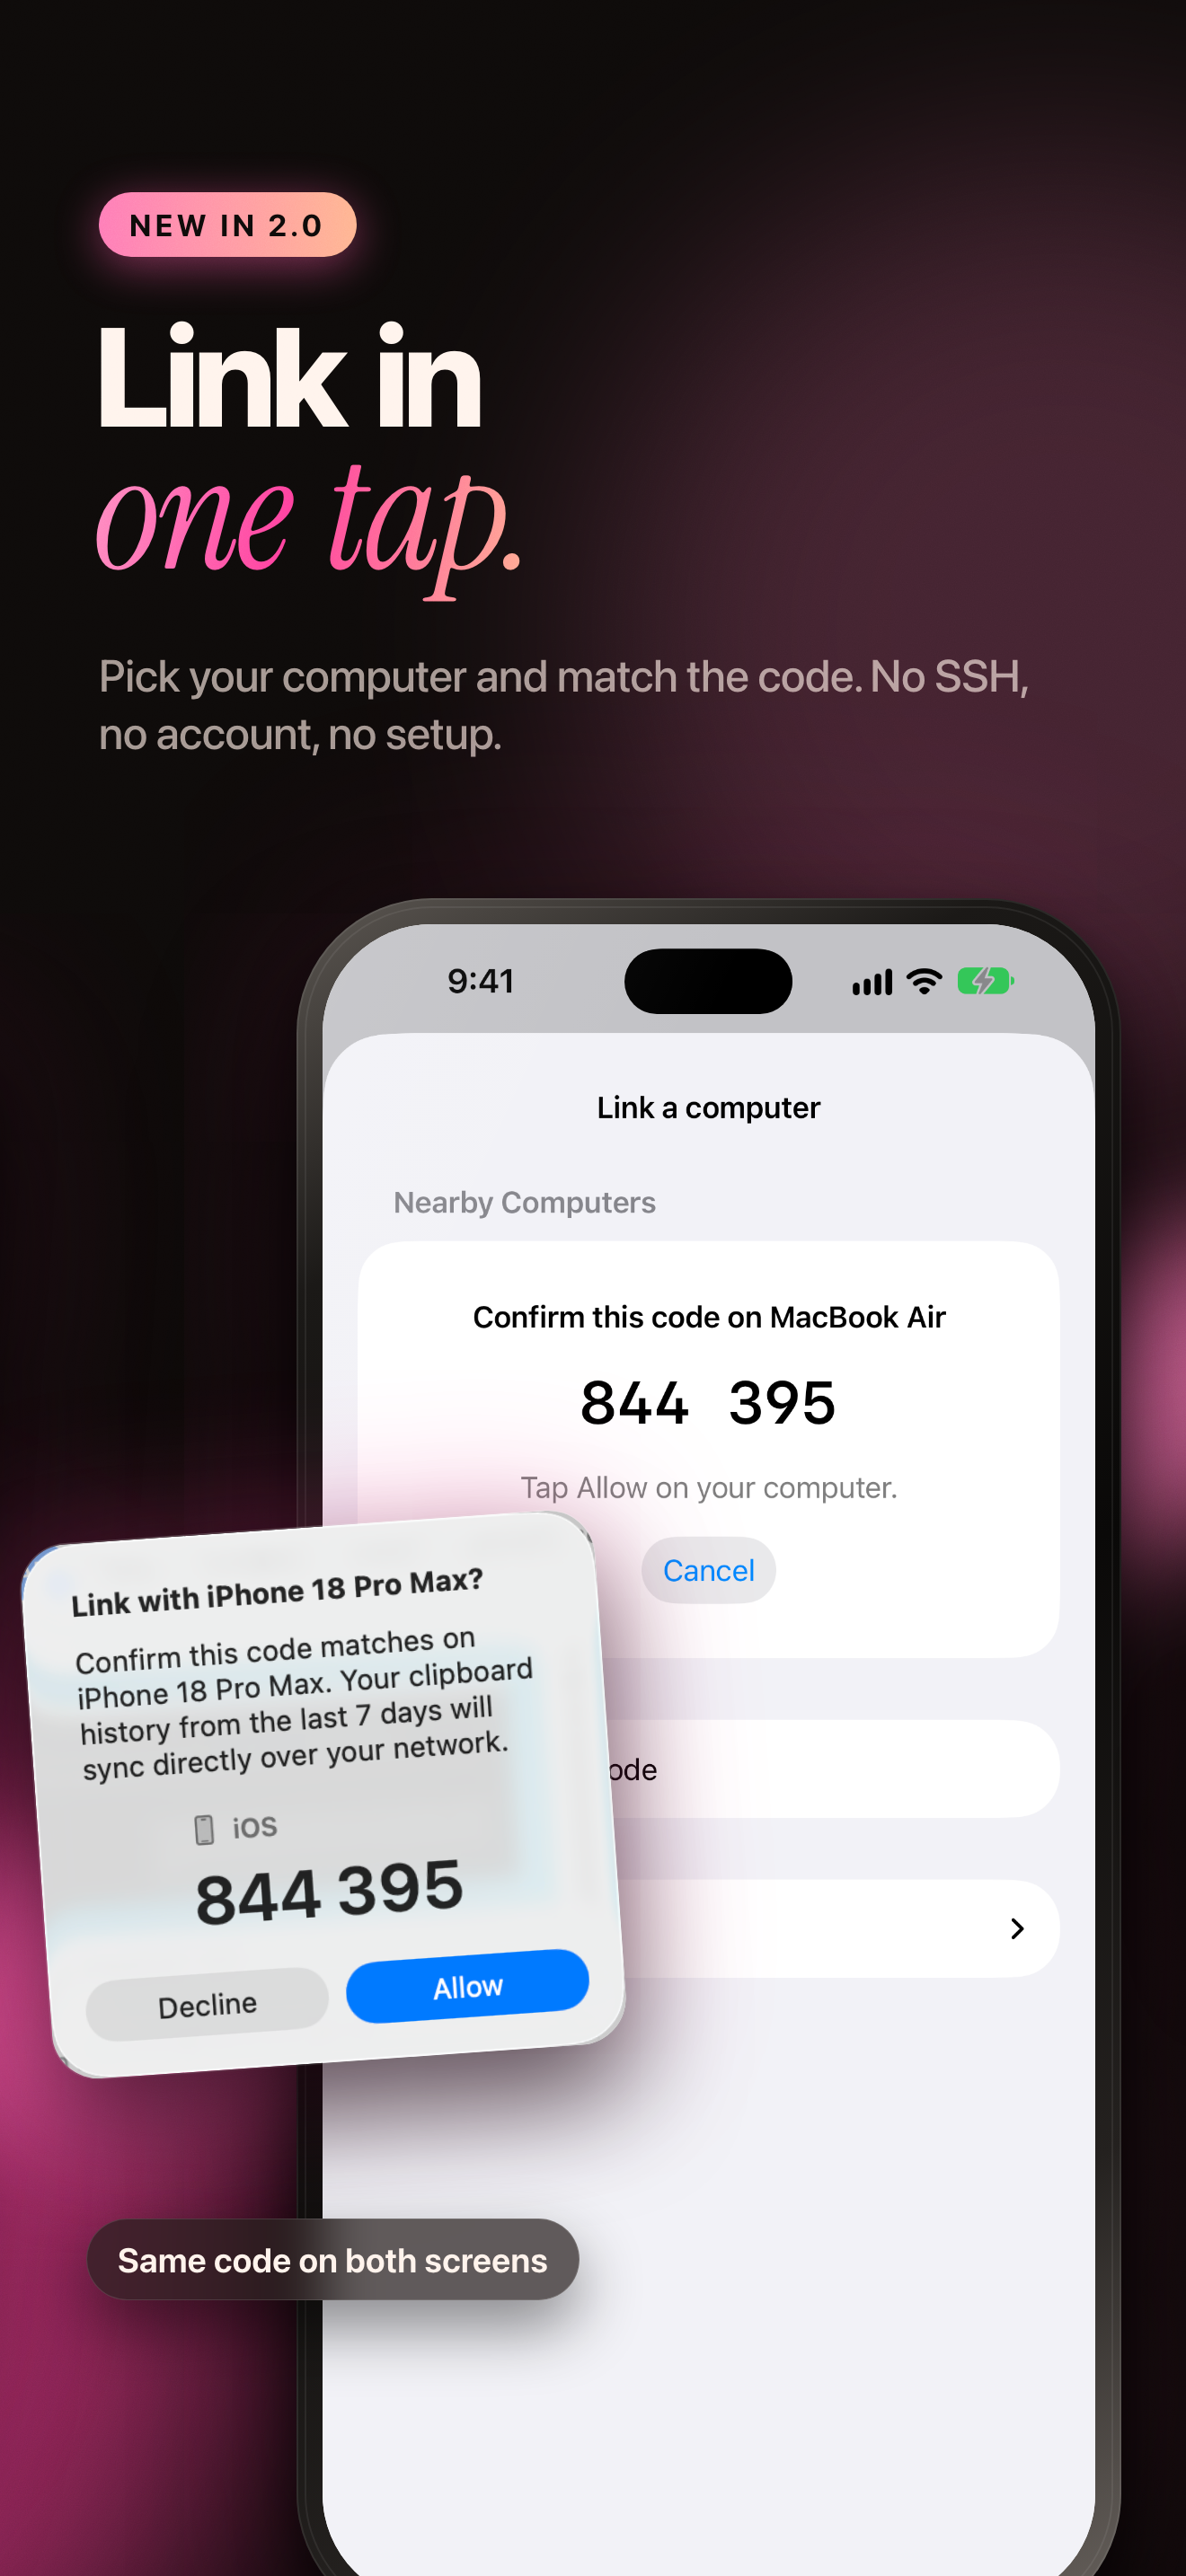 NEW IN 2.0
Link in
one tap.
Pick your computer and match the code. No SSH,
no account, no setup.
9:41
Link a computer
Nearby Computers
Confirm this code on MacBook Air
844 395
Tap Allow on your computer.
Cancel
Link with iPhone 18 Pro Max?
Confirm this code matches on
iPhone 18 Pro Max. Your clipboard
history from the last 7 days will
sync directly over your network.
iOS
844 395
Decline
Allow
ode
Same code on both screens